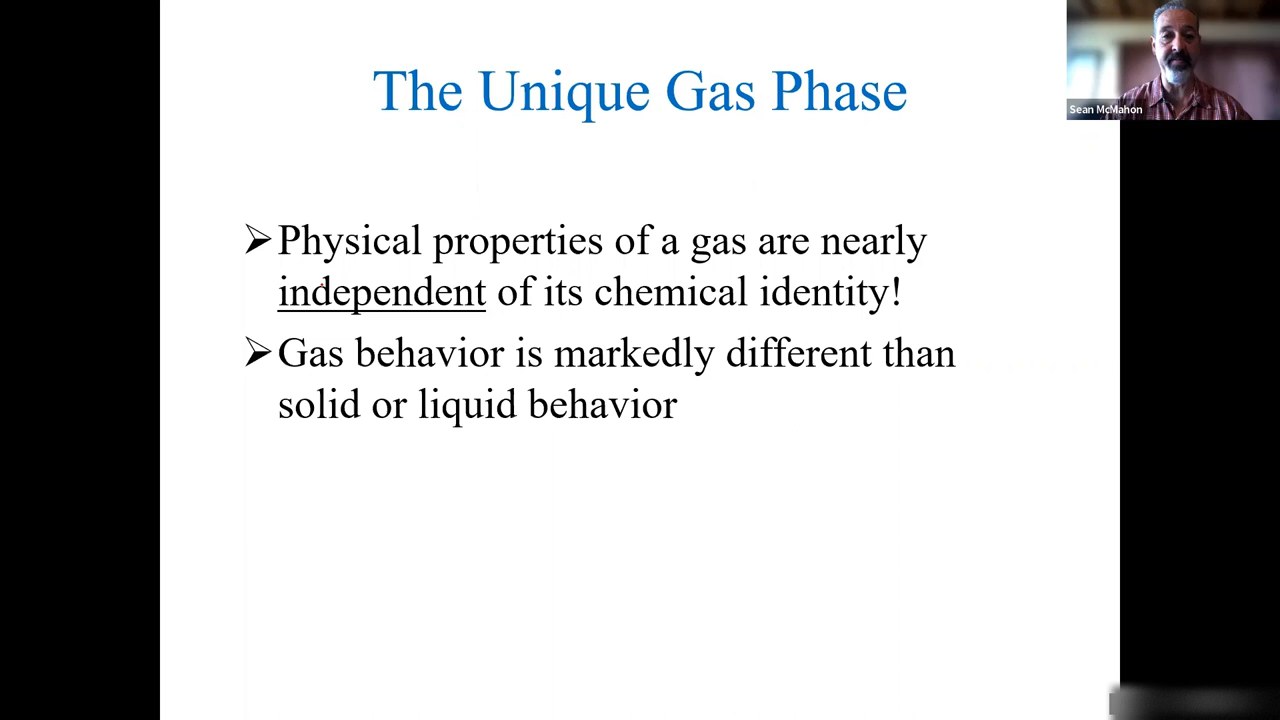 The Unique Gas Phase
Sean McMahon
➢Physical properties of a gas are nearly
independent of its chemical identity!
➢Gas behavior is markedly different than
solid or liquid behavior